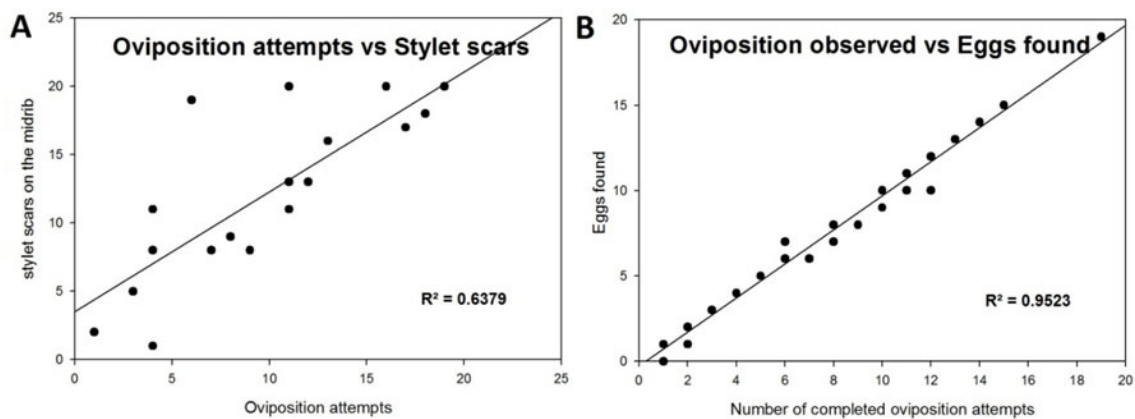 A
Oviposition attempts vs Stylet scars
25
20
15
10
5
0
stylet scars on the midrib
R² = 0.6379
0 5 10 15 20 25
Oviposition attempts
B
Oviposition observed vs Eggs found
20
15
10
5
0
Eggs found
R² = 0.9523
0 2 4 6 8 10 12 14 16 18 20
Number of completed oviposition attempts